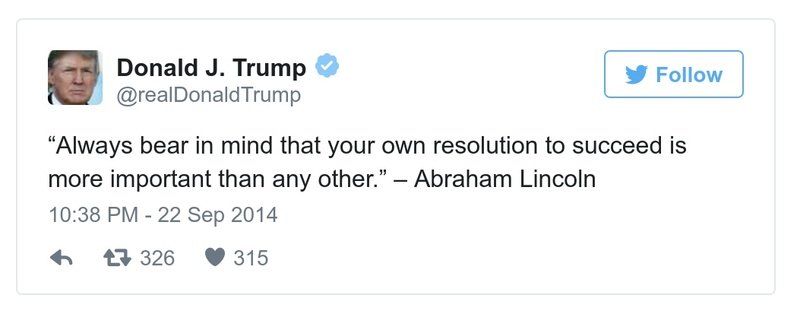 Donald J. Trump
@realDonaldTrump
Follow
“Always bear in mind that your own resolution to succeed is
more important than any other.” – Abraham Lincoln
10:38 PM - 22 Sep 2014
326 315